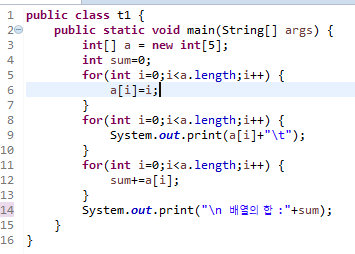 1 public class t1 {
2 public static void main(String[] args) {
3 int[] a = new int[5];
4 int sum=0;
5 for(int i=0;i<a.length;i++) {
6 a[i]=i;
7 }
8 for(int i=0;i<a.length;i++) {
9 System.out.print(a[i]+"\t");
10 }
11 for(int i=0;i<a.length;i++) {
12 sum+=a[i];
13 }
14 System.out.print("\n 배열의 합 :"+sum);
15 }
16 }